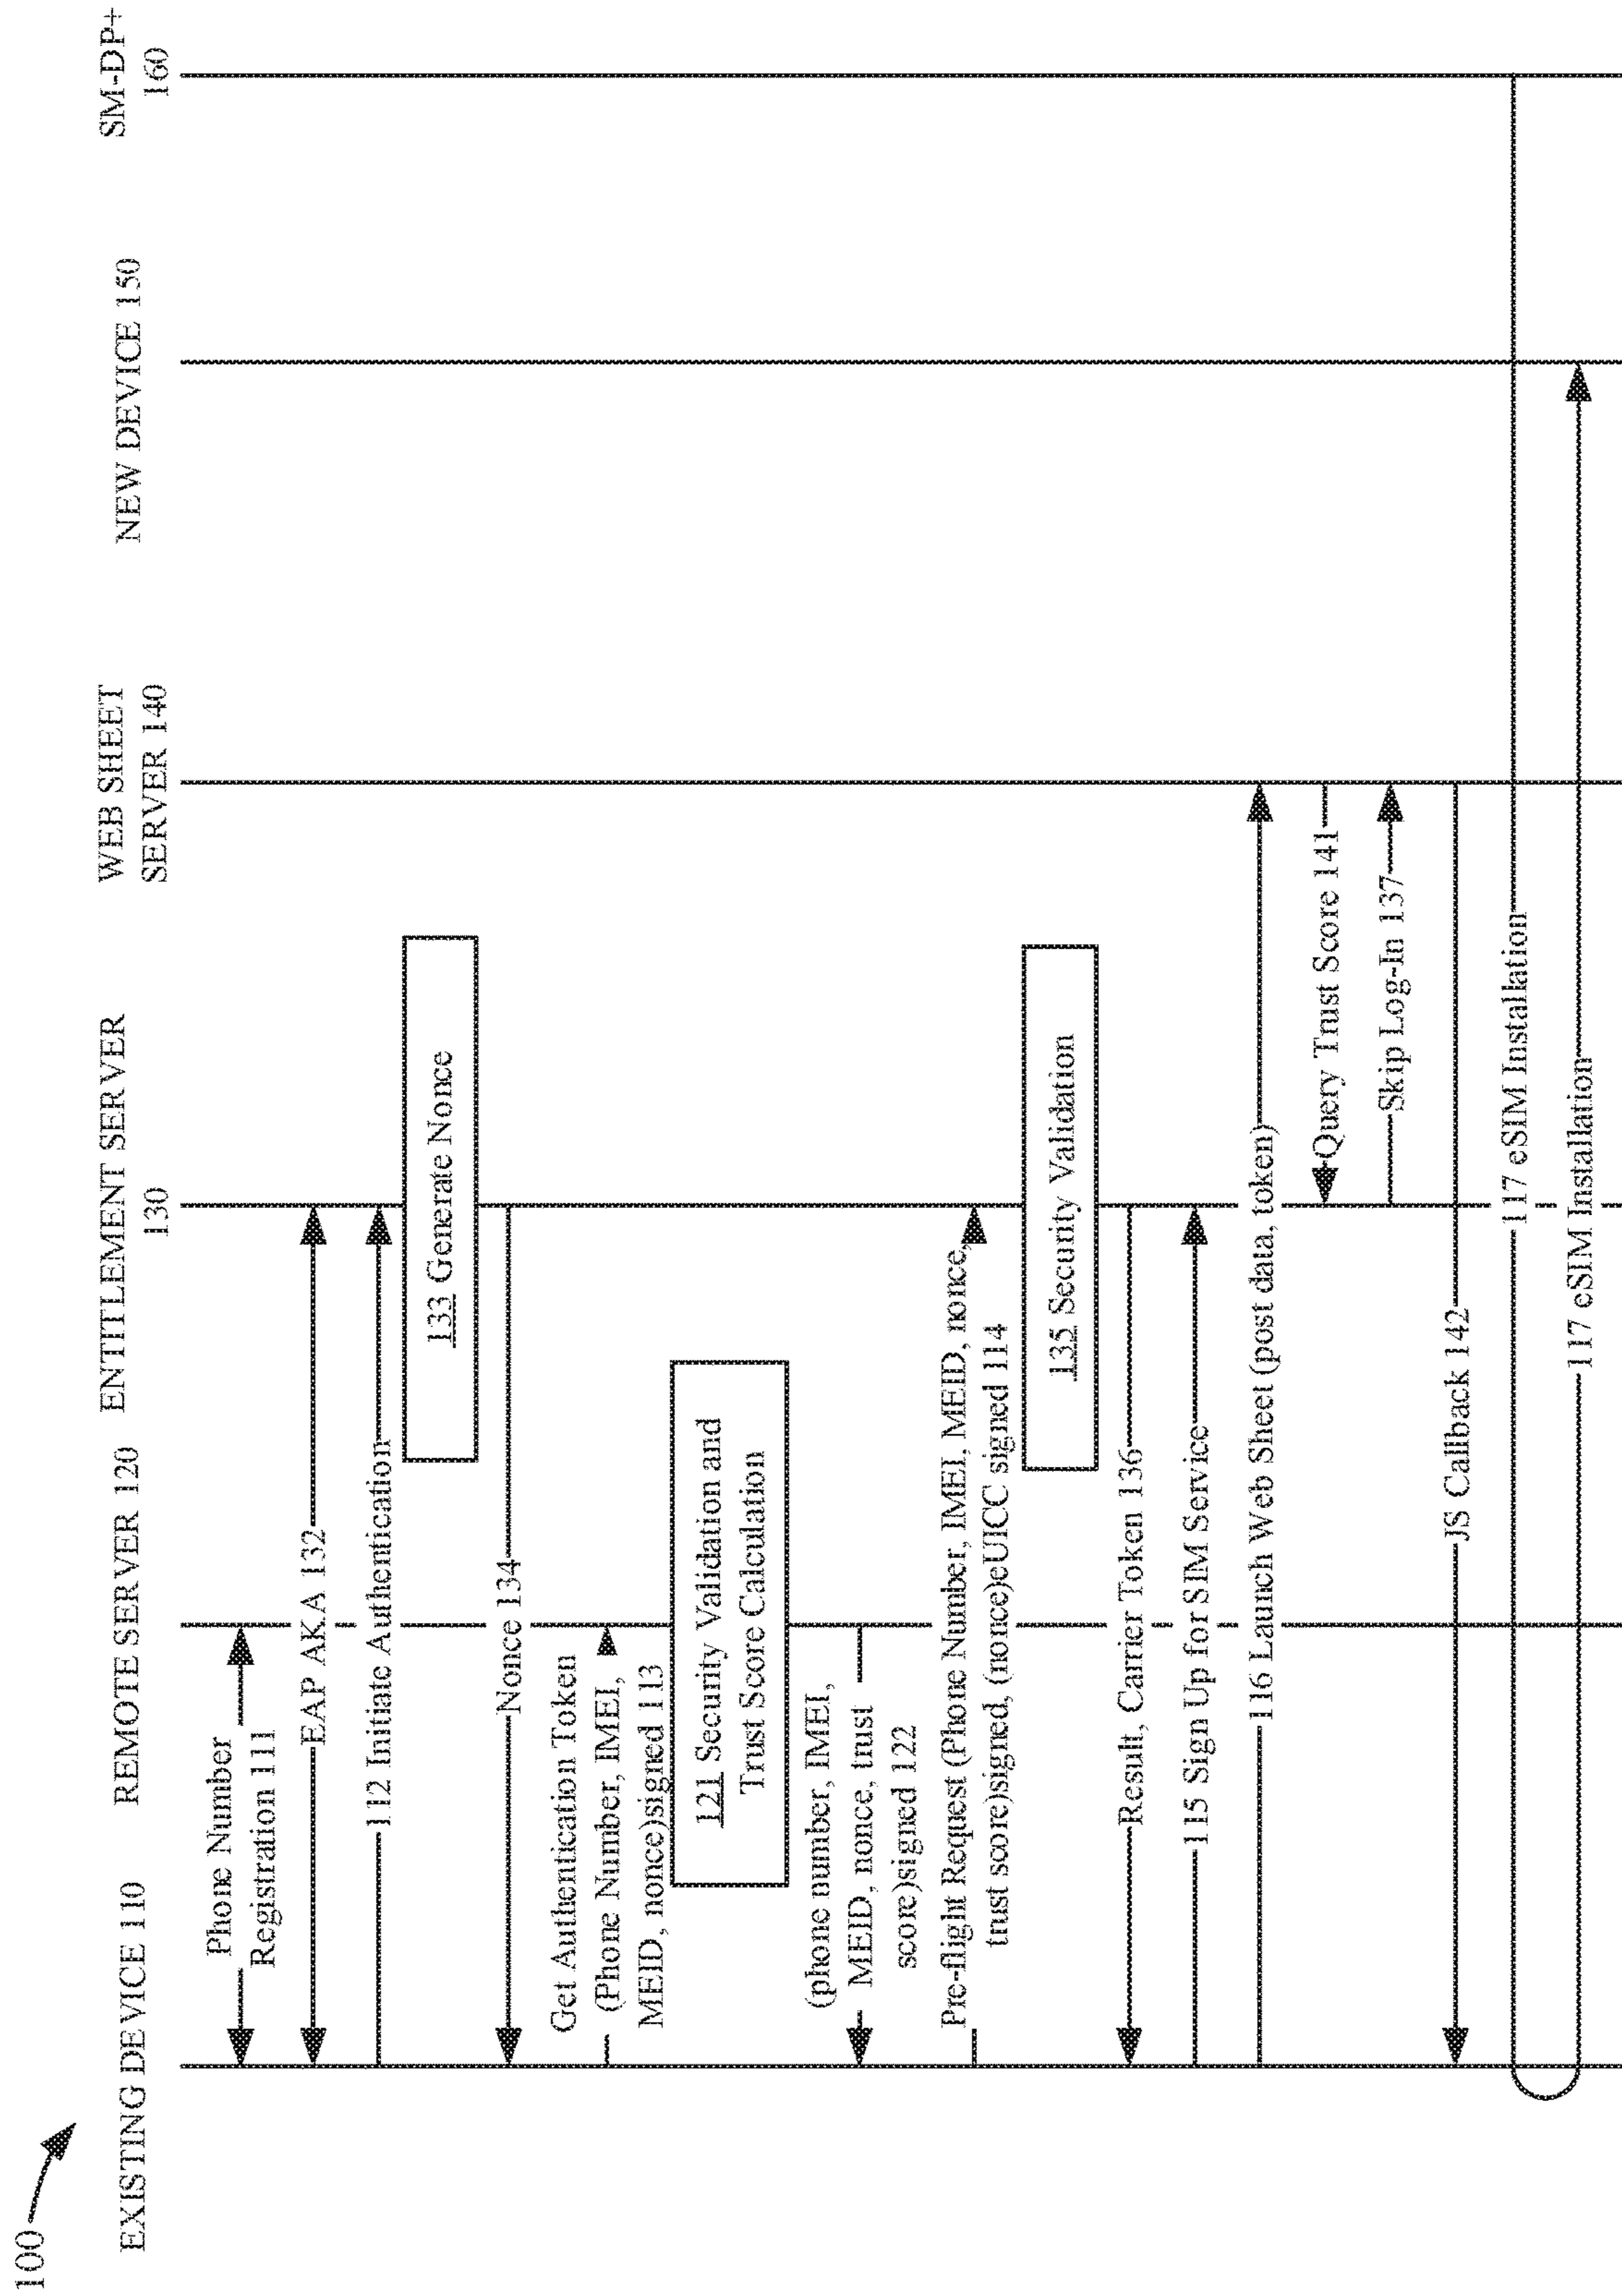 100
EXISTING DEVICE 110
REMOTE SERVER 120
ENTITLEMENT SERVER
130
WEB SHEET
SERVER 140
NEW DEVICE 150
SM-DP+
160
Phone Number
Registration 111
EAP AKA 132
112 Initiate Authentication
133 Generate Nonce
Nonce 134
Get Authentication Token
(Phone Number, IMEI,
MEID, nonce)signed 113
121 Security Validation and
Trust Score Calculation
(phone number, IMEI,
MEID, nonce, trust
score)signed 122
Pre-flight Request (Phone Number, IMEI, MEID, nonce,
trust score)signed, (nonce)eUICC signed 114
135 Security Validation
Result, Carrier Token 136
115 Sign Up for SIM Service
116 Launch Web Sheet (post data, token)
Query Trust Score 141
Skip Log-In 137
JS Callback 142
117 eSIM Installation
117 eSIM Installation